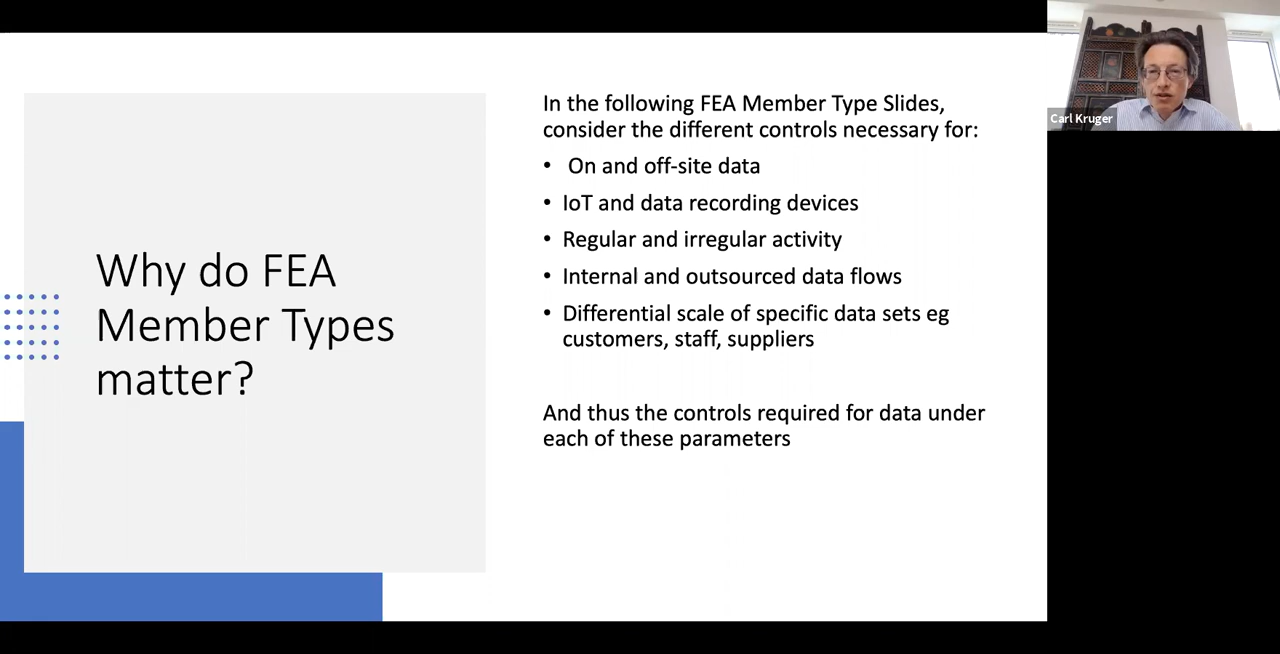 Why do FEA
Member Types
matter?
In the following FEA Member Type Slides,
consider the different controls necessary for:
• On and off-site data
• IoT and data recording devices
• Regular and irregular activity
• Internal and outsourced data flows
• Differential scale of specific data sets eg
customers, staff, suppliers
And thus the controls required for data under
each of these parameters
Carl Kruger